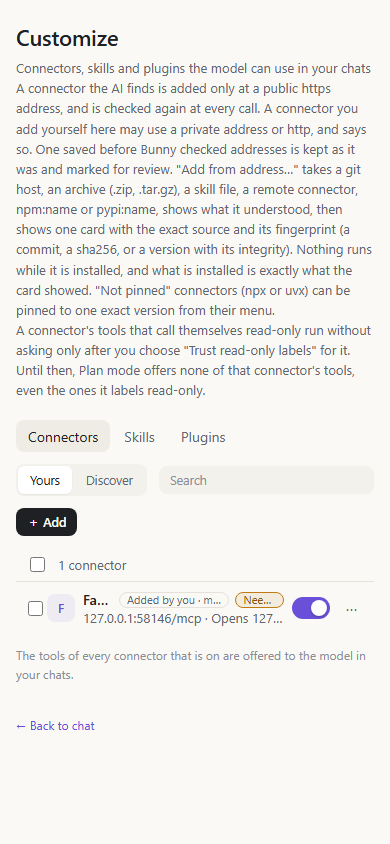 Customize
Connectors, skills and plugins the model can use in your chats
A connector the AI finds is added only at a public https
address, and is checked again at every call. A connector you
add yourself here may use a private address or http, and says
so. One saved before Bunny checked addresses is kept as it
was and marked for review. "Add from address..." takes a git
host, an archive (.zip, .tar.gz), a skill file, a remote connector,
npm:name or pypi:name, shows what it understood, then
shows one card with the exact source and its fingerprint (a
commit, a sha256, or a version with its integrity). Nothing runs
while it is installed, and what is installed is exactly what the
card showed. "Not pinned" connectors (npx or uvx) can be
pinned to one exact version from their menu.
A connector's tools that call themselves read-only run without
asking only after you choose "Trust read-only labels" for it.
Until then, Plan mode offers none of that connector's tools,
even the ones it labels read-only.
Connectors Skills Plugins
Yours Discover Search
+ Add
1 connector
F Fa... Added by you · m... Nee... ...
127.0.0.1:58146/mcp · Opens 127...
The tools of every connector that is on are offered to the model in
your chats.
← Back to chat